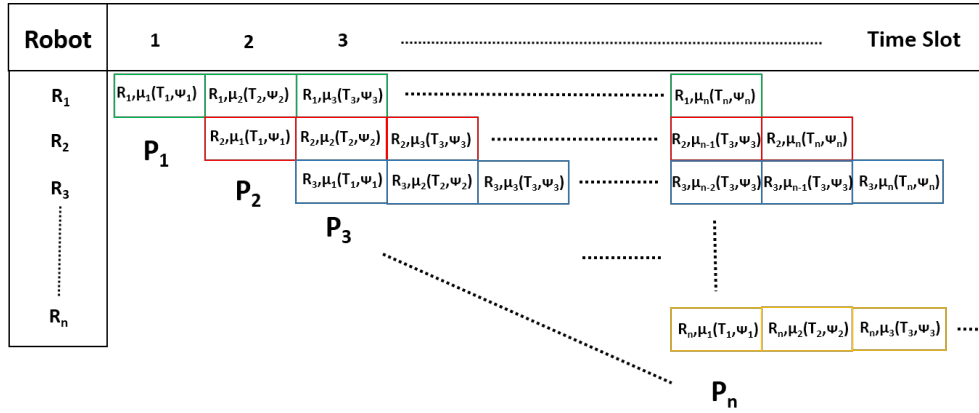 Robot 1 2 3 Time Slot
R₁ R₁,μ₁(T₁,Ψ₁) R₁,μ₂(T₂,Ψ₂) R₁,μ₃(T₃,Ψ₃) R₁,μₙ(Tₙ,Ψₙ)
R₂ R₂,μ₁(T₁,Ψ₁) R₂,μ₂(T₂,Ψ₂) R₂,μ₃(T₃,Ψ₃) R₂,μₙ₋₁(T₃,Ψ₃) R₂,μₙ(Tₙ,Ψₙ)
P₁
R₃ R₃,μ₁(T₁,Ψ₁) R₃,μ₂(T₂,Ψ₂) R₃,μ₃(T₃,Ψ₃) R₃,μₙ₋₂(T₃,Ψ₃) R₃,μₙ₋₁(T₃,Ψ₃) R₃,μₙ(Tₙ,Ψₙ)
P₂
P₃
Rₙ Rₙ,μ₁(T₁,Ψ₁) Rₙ,μ₂(T₂,Ψ₂) Rₙ,μ₃(T₃,Ψ₃)
Pₙ